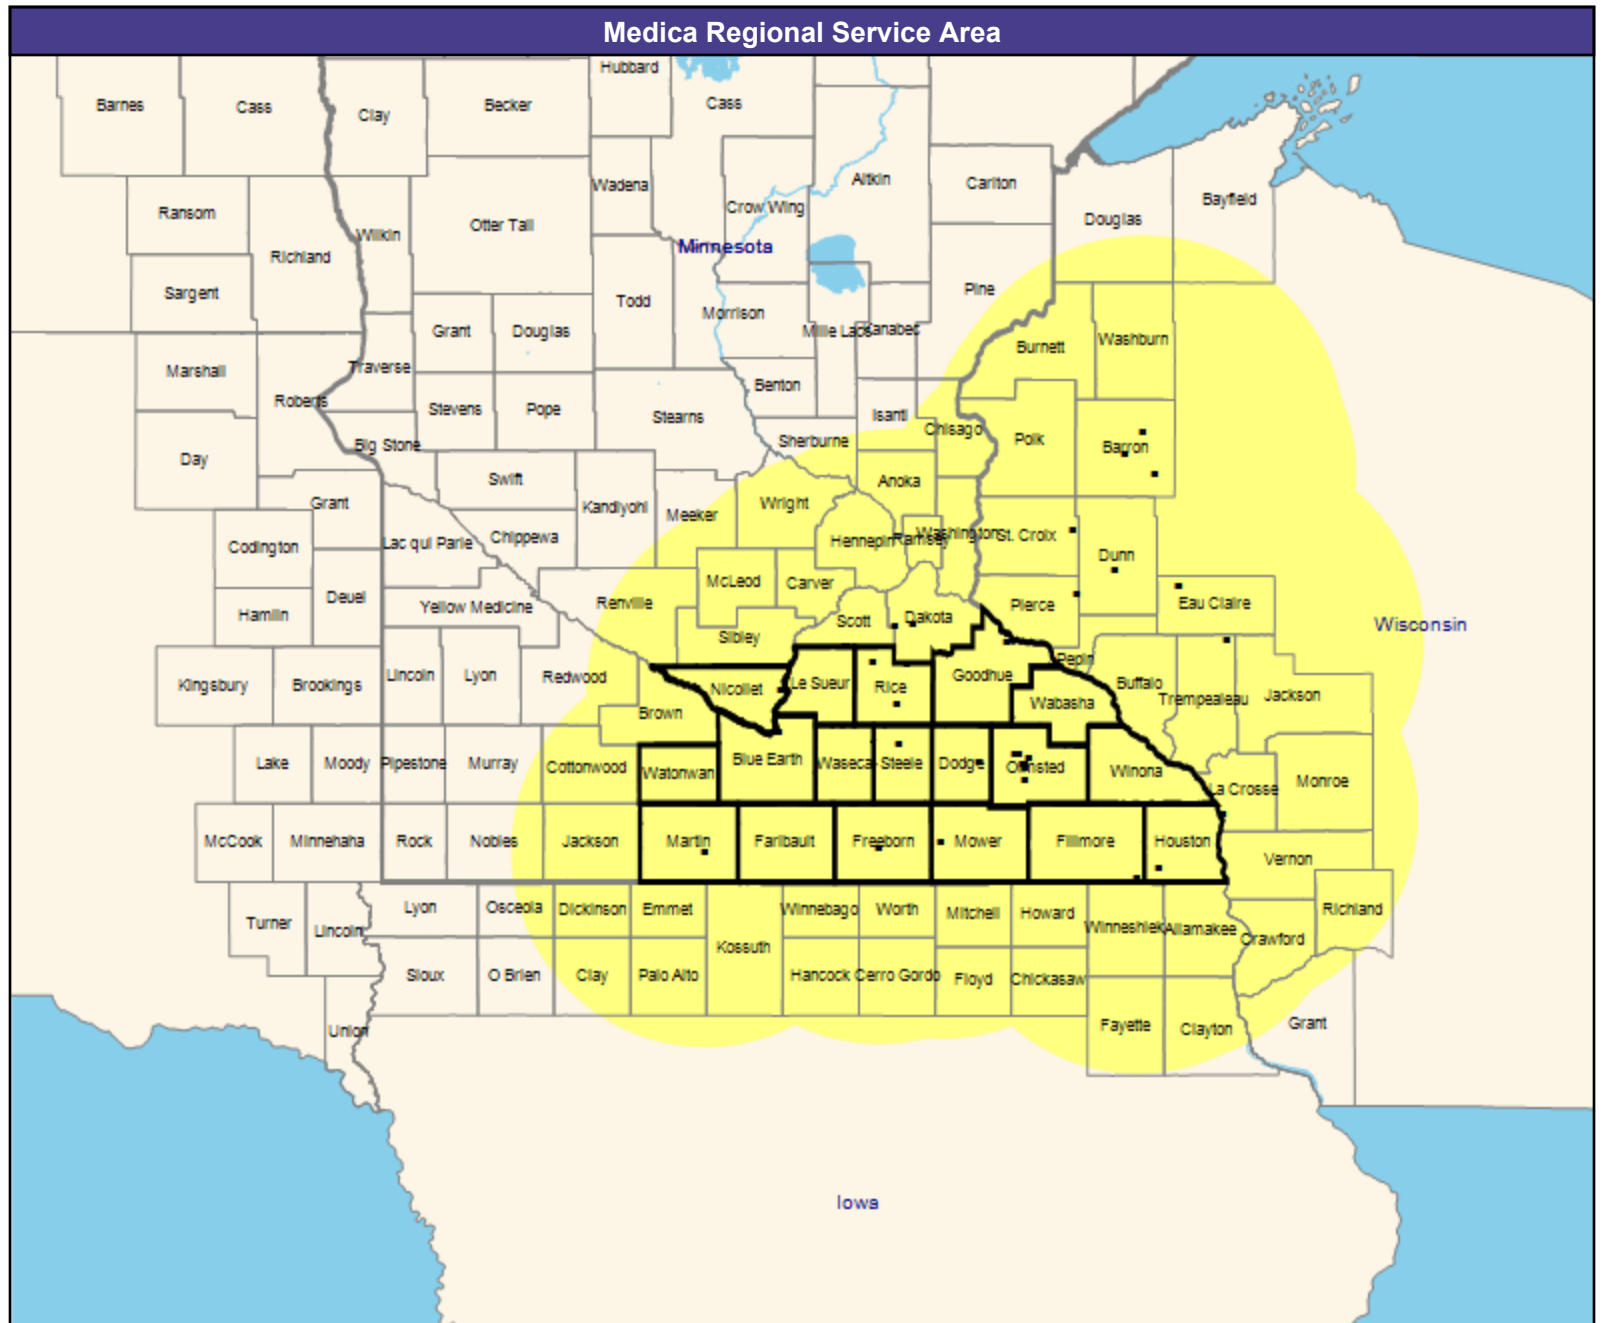 Medica Regional Service Area
Hubbard
Barnes
Cass
Clay
Becker
Cass
Wadena
Crow Wing
Aitkin
Carlton
Douglas
Bayfield
Ransom
Richland
Wilkin
Otter Tail
Minnesota
Sargent
Todd
Morrison
Pine
Grant
Douglas
Mille Lacs
Kanabec
Burnett
Washburn
Marshall
Roberts
Traverse
Stevens
Pope
Stearns
Benton
Isanti
Chisago
Polk
Barron
Day
Big Stone
Sherburne
Swift
Anoka
Grant
Kandiyohi
Meeker
Wright
Codington
Lac qui Parle
Chippewa
Hennepin
Ramsey
Washington
St. Croix
Dunn
Hamlin
Deuel
Yellow Medicine
Renville
McLeod
Carver
Scott
Dakota
Pierce
Eau Claire
Wisconsin
Sibley
Pepin
Kingsbury
Brookings
Lincoln
Lyon
Redwood
Nicollet
Le Sueur
Rice
Goodhue
Wabasha
Buffalo
Trempealeau
Jackson
Brown
Lake
Moody
Pipestone
Murray
Cottonwood
Watonwan
Blue Earth
Waseca
Steele
Dodge
Olmsted
Winona
La Crosse
Monroe
McCook
Minnehaha
Rock
Nobles
Jackson
Martin
Faribault
Freeborn
Mower
Fillmore
Houston
Vernon
Turner
Lincoln
Lyon
Osceola
Dickinson
Emmet
Kossuth
Winnebago
Worth
Mitchell
Howard
Winneshiek
Allamakee
Crawford
Richland
Sioux
O Brien
Clay
Palo Alto
Hancock
Cerro Gordo
Floyd
Chickasaw
Union
Fayette
Clayton
Grant
Iowa